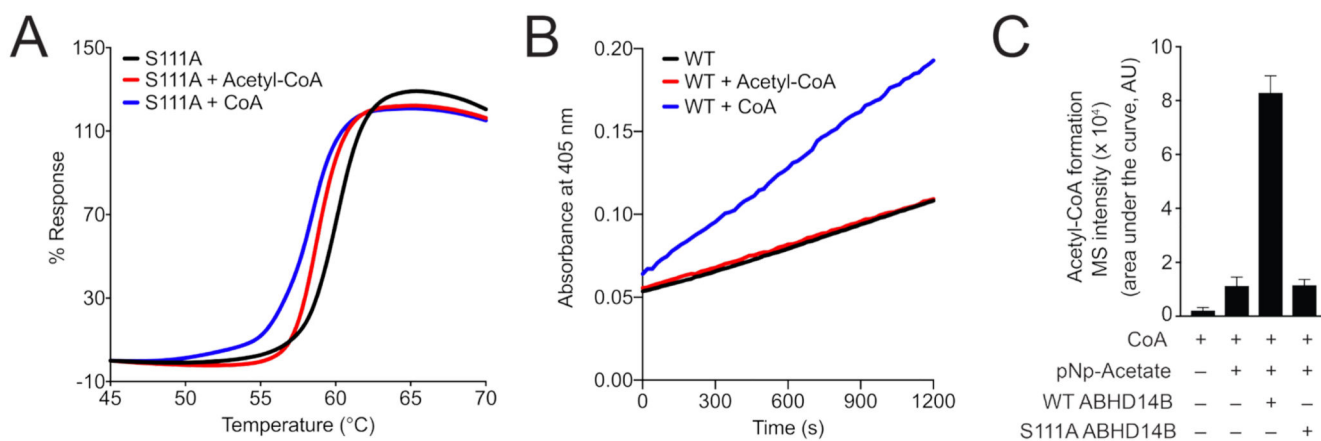 A
150
110
70
30
-10
% Response
S111A
S111A + Acetyl-CoA
S111A + CoA
45
50
55
60
65
70
Temperature (°C)
B
0.20
0.15
0.10
0.05
0.00
Absorbance at 405 nm
WT
WT + Acetyl-CoA
WT + CoA
0
300
600
900
1200
Time (s)
C
Acetyl-CoA formation
MS intensity (x 10⁴)
(area under the curve, AU)
10
8
6
4
2
0
CoA + + + +
pNp-Acetate – + + +
WT ABHD14B – – + –
S111A ABHD14B – – – +